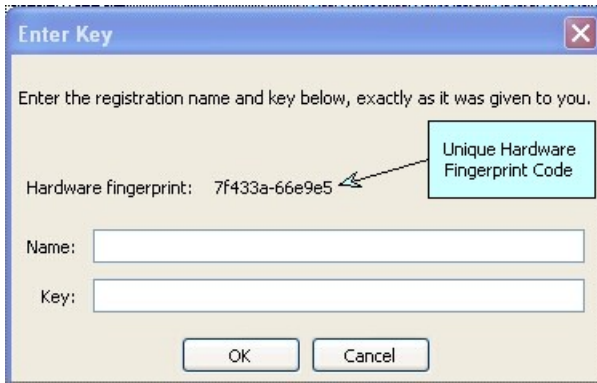 Enter Key
Enter the registration name and key below, exactly as it was given to you.
Unique Hardware
Fingerprint Code
Hardware fingerprint: 7f433a-66e9e5
Name:
Key:
OK Cancel